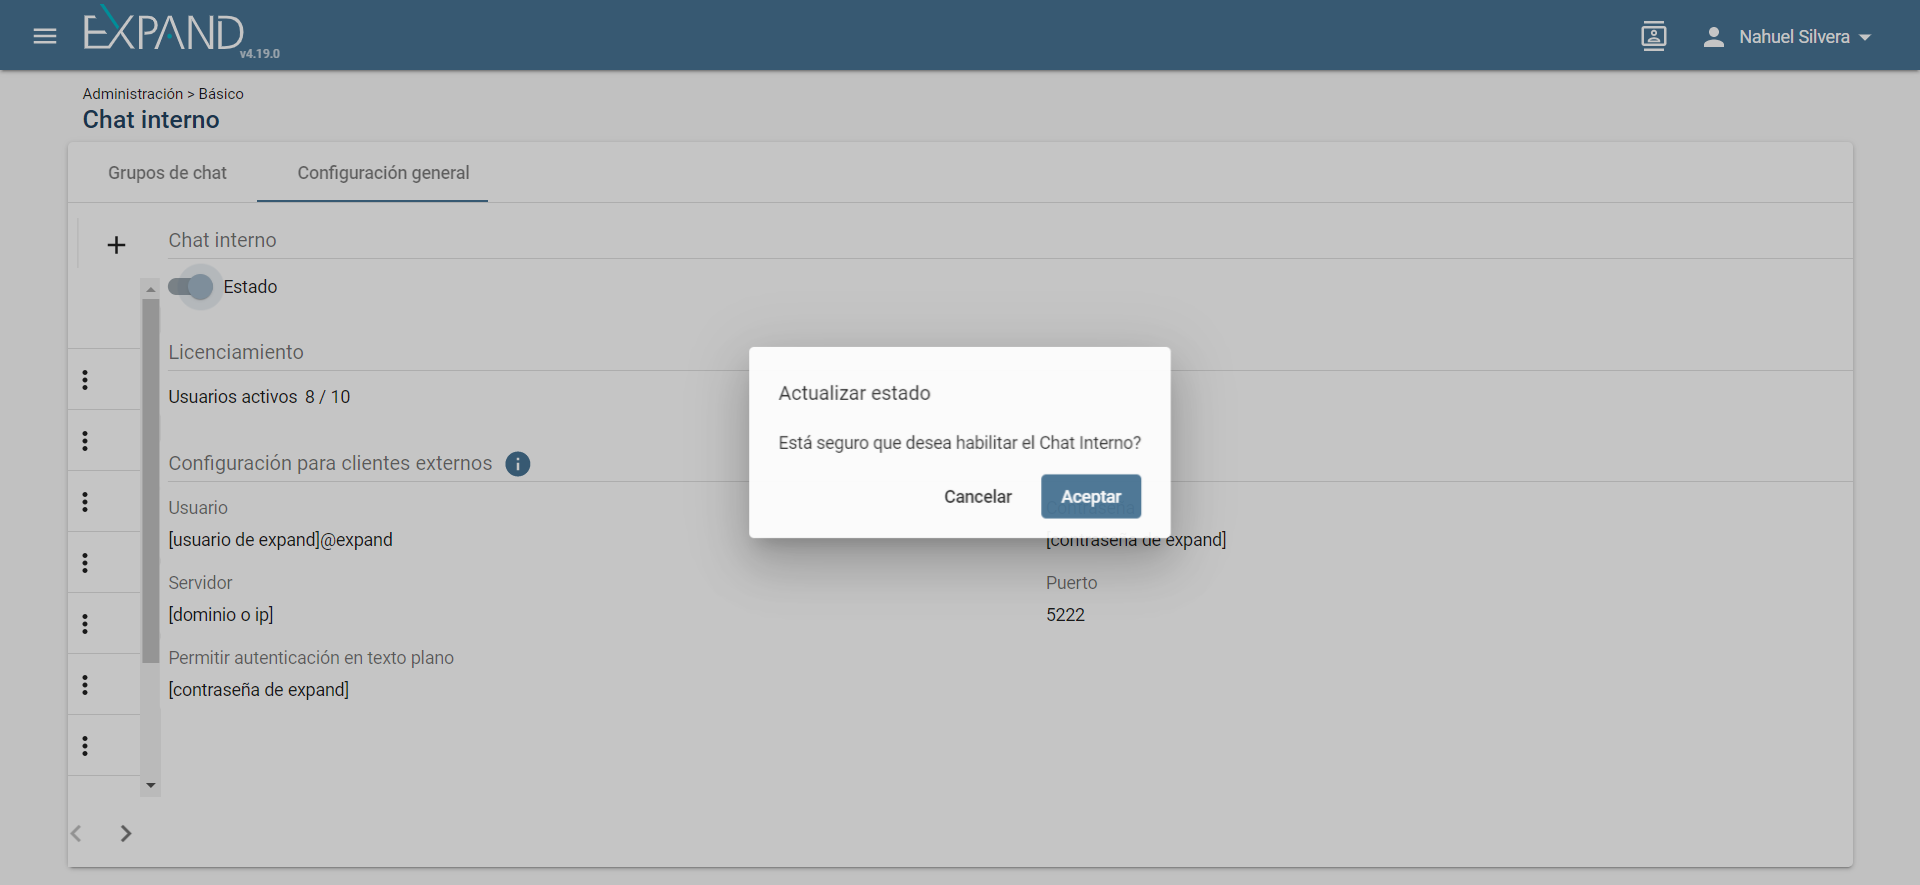 EXPAND
v4.19.0
Nahuel Silvera
Administración > Básico
Chat interno
Grupos de chat
Configuración general
Chat interno
Estado
Licenciamiento
Usuarios activos 8 / 10
Actualizar estado
Está seguro que desea habilitar el Chat Interno?
Cancelar
Aceptar
Configuración para clientes externos
Usuario
[usuario de expand]@expand
[contraseña de expand]
Servidor
Puerto
[dominio o ip]
5222
Permitir autenticación en texto plano
[contraseña de expand]